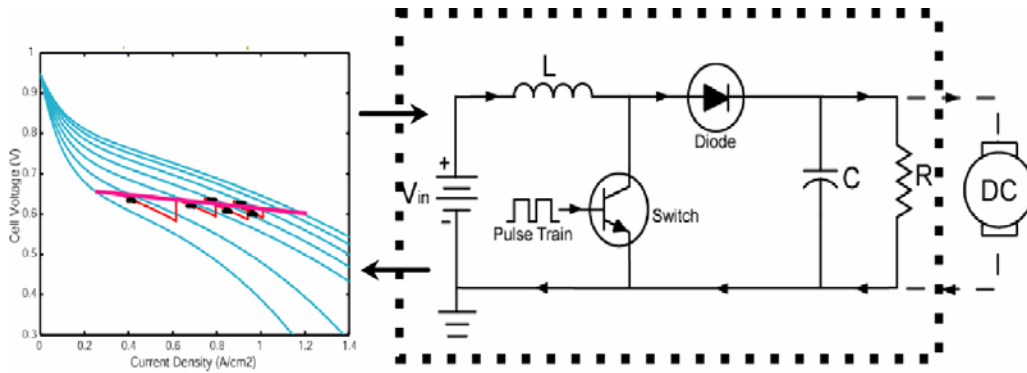 1
0.9
0.8
0.7
0.6
0.5
0.4
0.3
Cell Voltage (V)
0 0.2 0.4 0.6 0.8 1 1.2 1.4
Current Density (A/cm2)
L
Diode
+
Vin
-
Pulse Train
Switch
C
R
DC